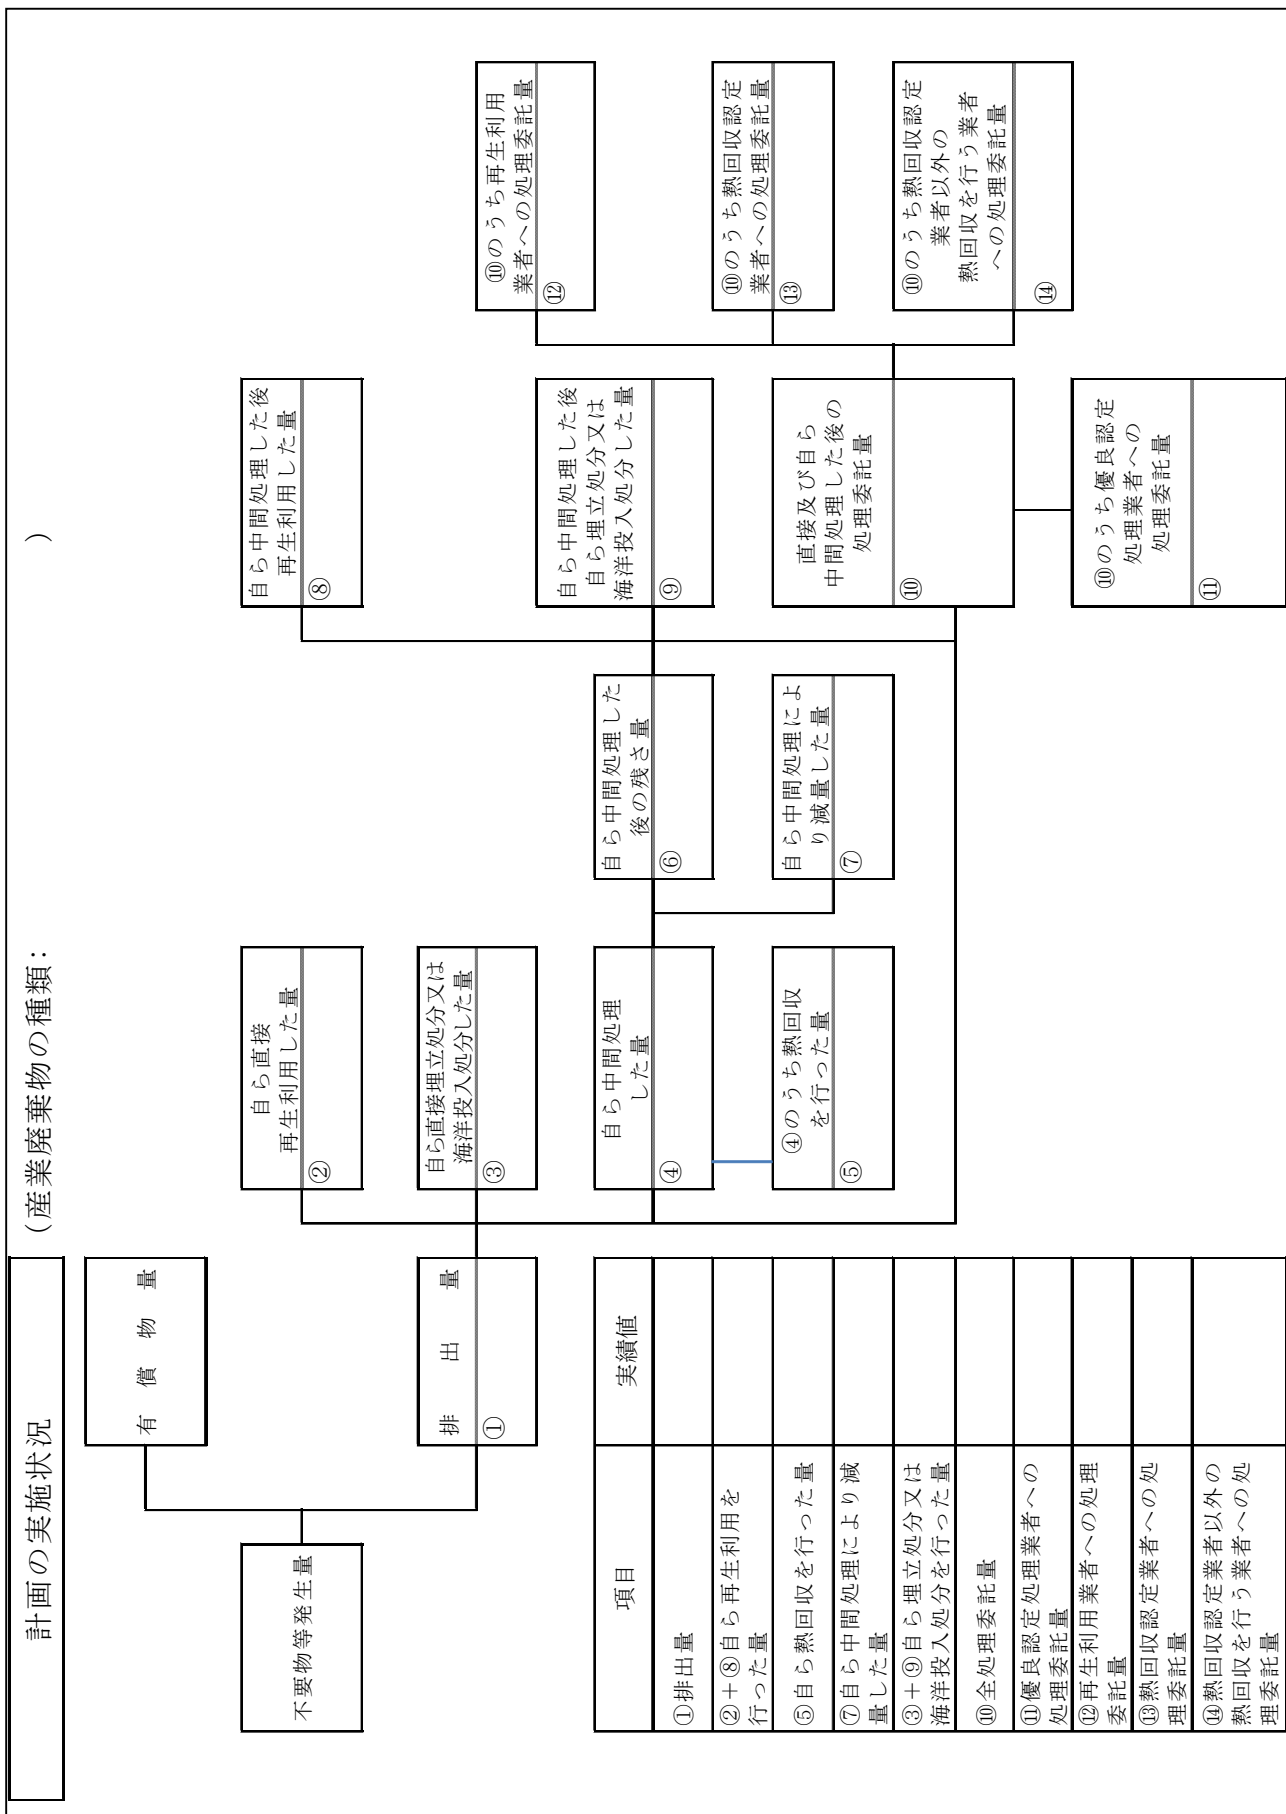 計画の実施状況
(産業廃棄物の種類：　　　)
不要物等発生量
有償物量
排出量
①
自ら直接
再生利用した量
②
自ら直接埋立処分又は
海洋投入処分した量
③
自ら中間処理
した量
④
④のうち熱回収
を行った量
⑤
自ら中間処理した
後の残さ量
⑥
自ら中間処理によ
り減量した量
⑦
自ら中間処理した後
再生利用した量
⑧
自ら中間処理した後
自ら埋立処分又は
海洋投入処分した量
⑨
直接及び自ら
中間処理した後の
処理委託量
⑩
⑩のうち優良認定
処理業者への
処理委託量
⑪
⑩のうち再生利用
業者への処理委託量
⑫
⑩のうち熱回収認定
業者への処理委託量
⑬
⑩のうち熱回収認定
業者以外の
熱回収を行う業者
への処理委託量
⑭
項目
実績値
①排出量
②＋⑧自ら再生利用を
行った量
⑤自ら熱回収を行った量
⑦自ら中間処理により減
量した量
③＋⑨自ら埋立処分又は
海洋投入処分を行った量
⑩全処理委託量
⑪優良認定処理業者への
処理委託量
⑫再生利用業者への処理
委託量
⑬熱回収認定業者への処
理委託量
⑭熱回収認定業者以外の
熱回収を行う業者への処
理委託量